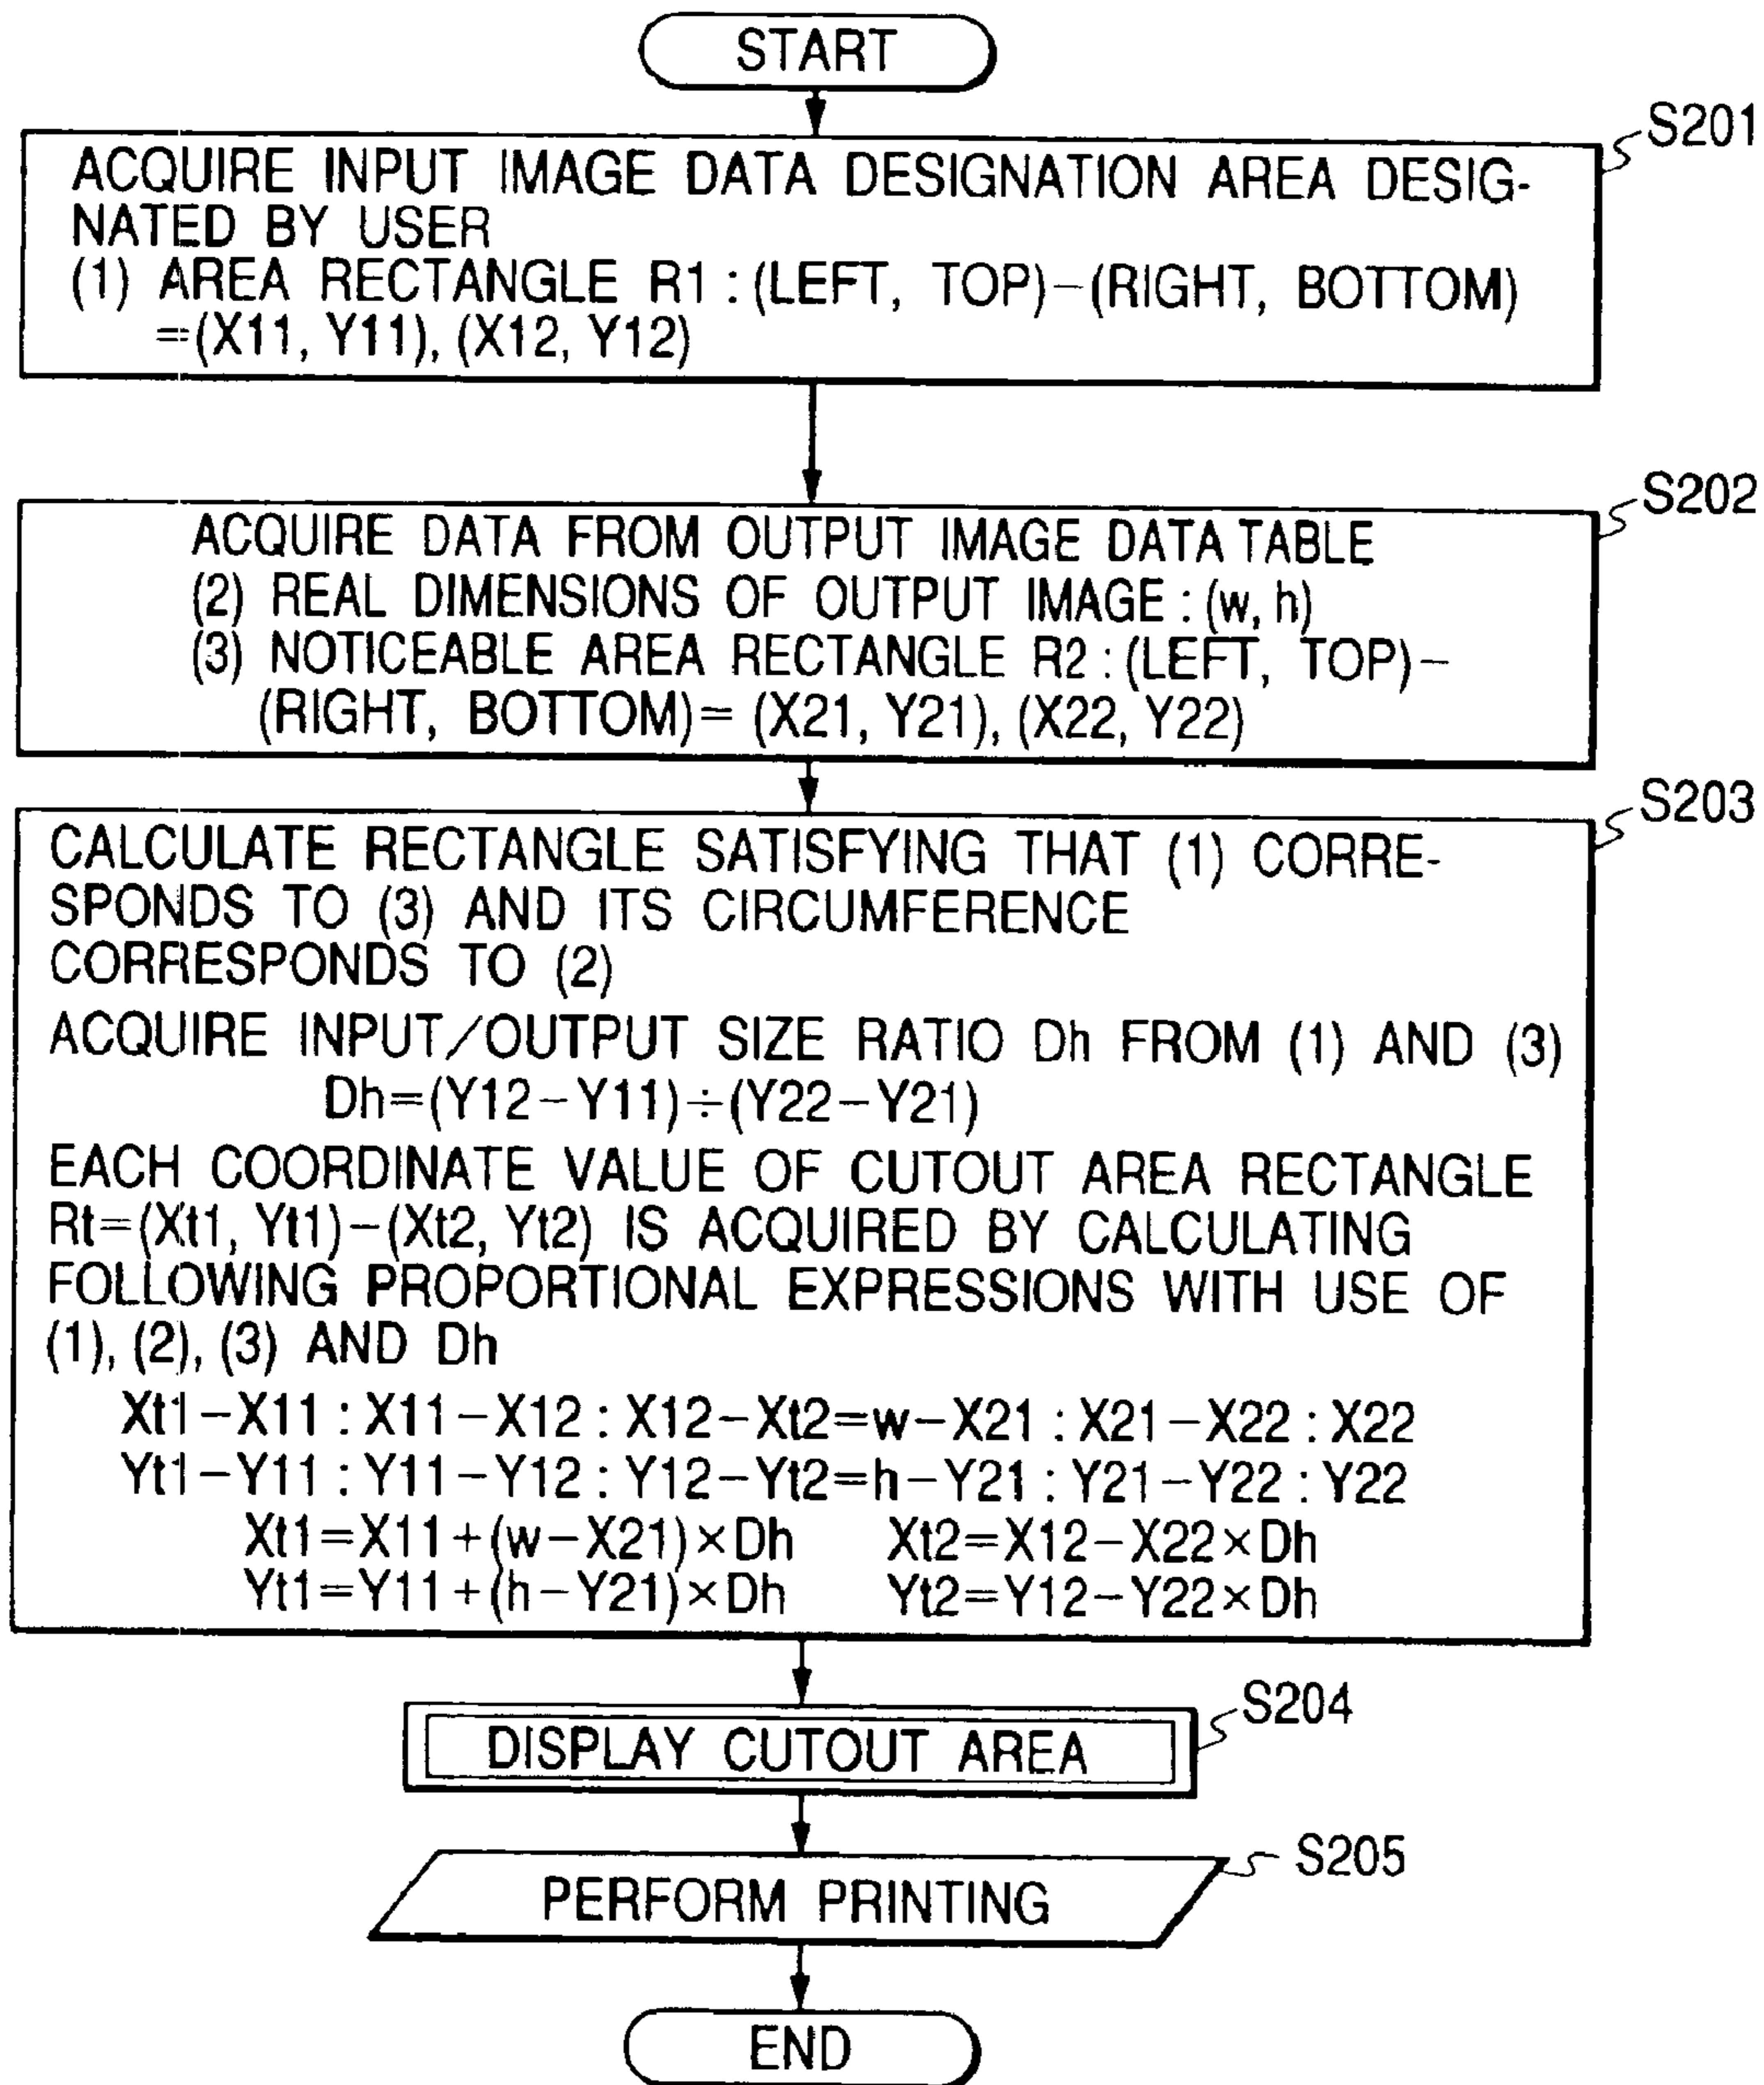 START
S201
ACQUIRE INPUT IMAGE DATA DESIGNATION AREA DESIG-
NATED BY USER
(1) AREA RECTANGLE R1 : (LEFT, TOP)−(RIGHT, BOTTOM)
=(X11, Y11), (X12, Y12)
S202
ACQUIRE DATA FROM OUTPUT IMAGE DATA TABLE
(2) REAL DIMENSIONS OF OUTPUT IMAGE : (w, h)
(3) NOTICEABLE AREA RECTANGLE R2 : (LEFT, TOP)−
(RIGHT, BOTTOM)= (X21, Y21), (X22, Y22)
S203
CALCULATE RECTANGLE SATISFYING THAT (1) CORRE-
SPONDS TO (3) AND ITS CIRCUMFERENCE
CORRESPONDS TO (2)
ACQUIRE INPUT/OUTPUT SIZE RATIO Dh FROM (1) AND (3)
Dh=(Y12−Y11)÷(Y22−Y21)
EACH COORDINATE VALUE OF CUTOUT AREA RECTANGLE
Rt=(Xt1, Yt1)−(Xt2, Yt2) IS ACQUIRED BY CALCULATING
FOLLOWING PROPORTIONAL EXPRESSIONS WITH USE OF
(1), (2), (3) AND Dh
Xt1−X11 : X11−X12 : X12−Xt2=w−X21 : X21−X22 : X22
Yt1−Y11 : Y11−Y12 : Y12−Yt2=h−Y21 : Y21−Y22 : Y22
Xt1=X11+(w−X21)×Dh Xt2=X12−X22×Dh
Yt1=Y11+(h−Y21)×Dh Yt2=Y12−Y22×Dh
S204
DISPLAY CUTOUT AREA
S205
PERFORM PRINTING
END